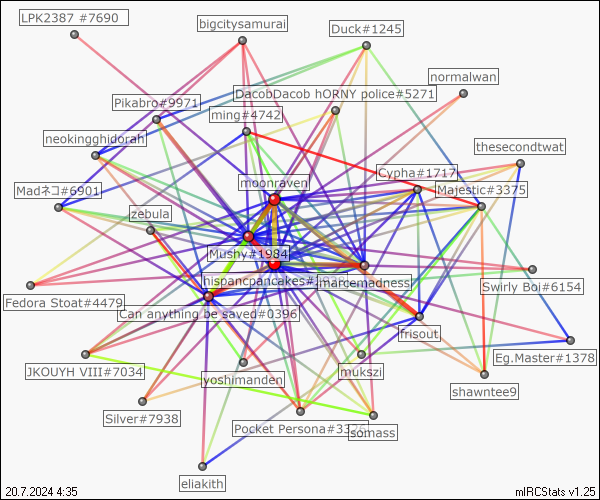 LPK2387 #7690
bigcitysamurai
Duck#1245
normalwan
DacobDacob hORNY police#5271
Pikabro#9971
ming#4742
neokingghidorah
thesecondtwat
Cypha#1717
moonraven
Majestic#3375
Madネコ#6901
zebula
Mushy#1984
hispancpancakes#
marcemadness
Swirly Boi#6154
Fedora Stoat#4479
Can anything be saved#0396
frisout
Eg.Master#1378
JKOUYH VIII#7034
yoshimanden
mukszi
shawntee9
Silver#7938
Pocket Persona#33
somass
eliakith
20.7.2024 4:35
mIRCStats v1.25